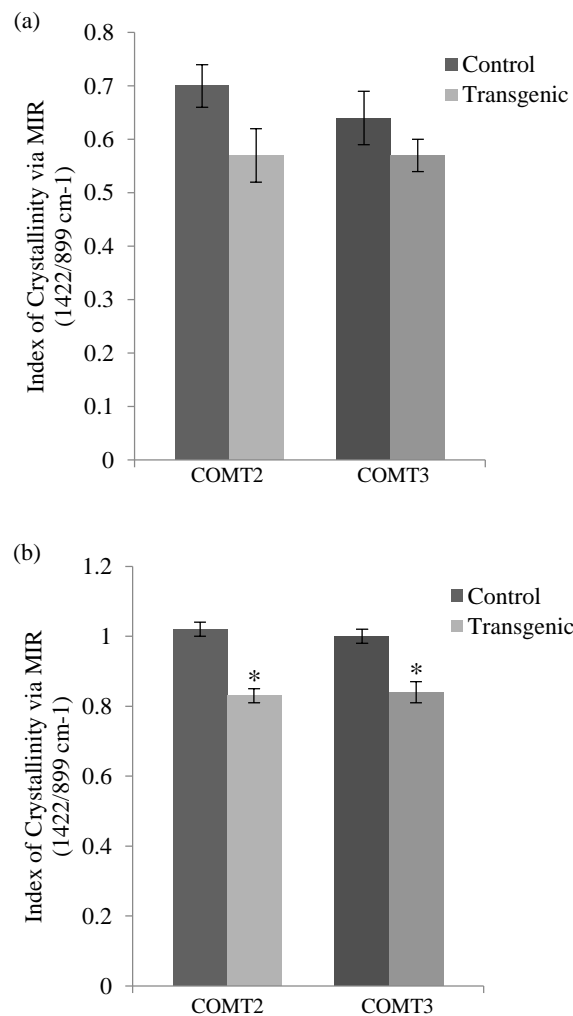 (a)
0.8
0.7
0.6
0.5
0.4
0.3
0.2
0.1
0
Index of Crystallinity via MIR
(1422/899 cm-1)
Control
Transgenic
COMT2
COMT3
(b)
1.2
1
0.8
0.6
0.4
0.2
0
Index of Crystallinity via MIR
(1422/899 cm-1)
Control
Transgenic
*
*
COMT2
COMT3